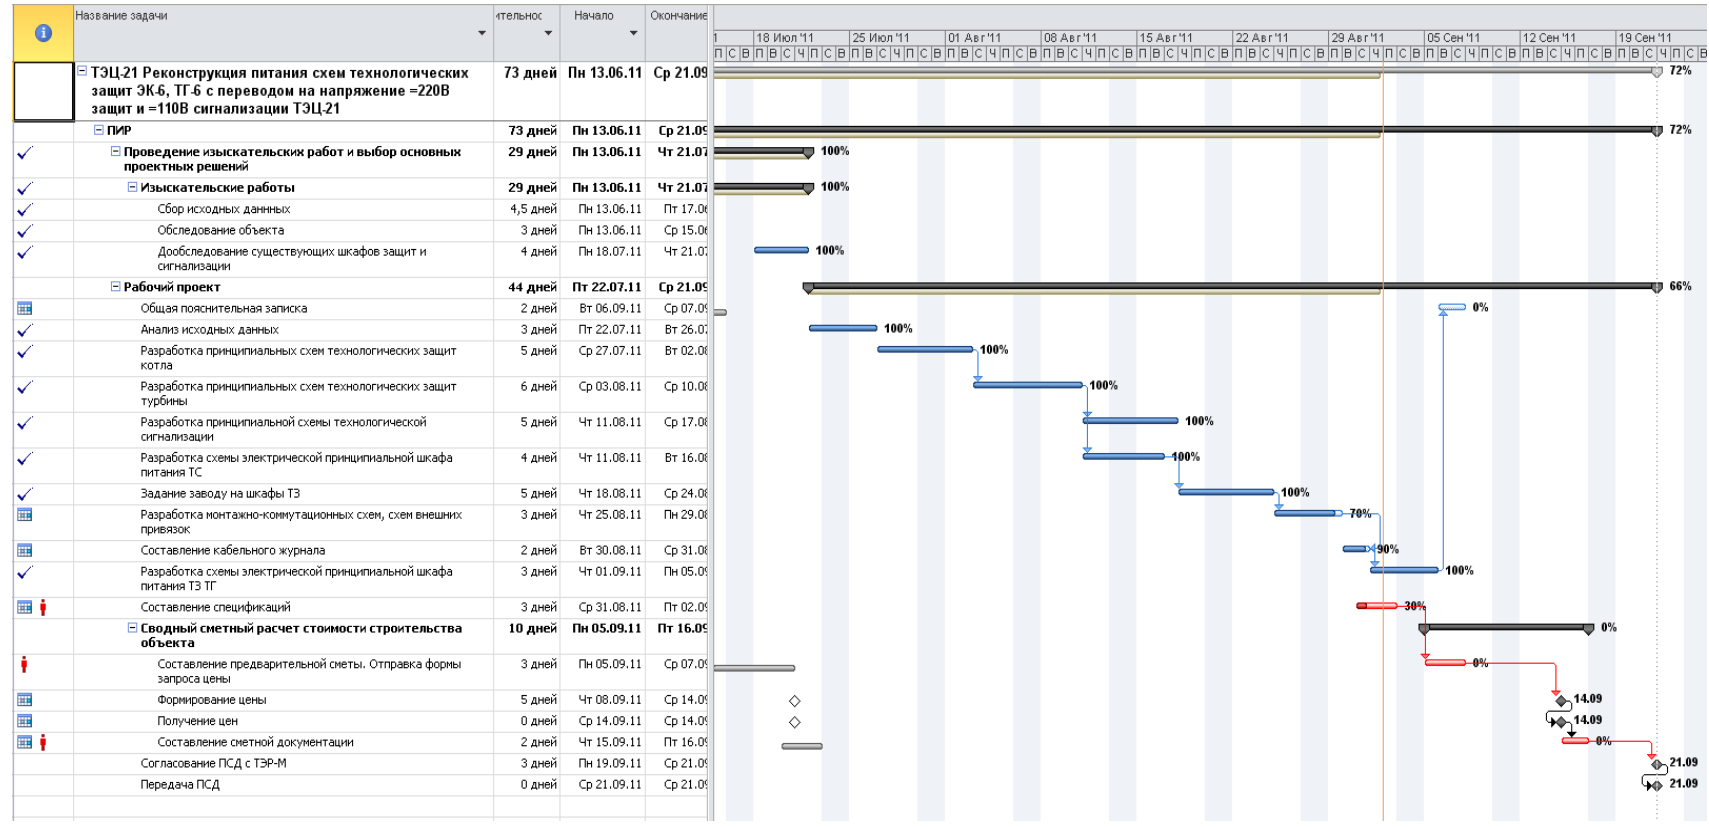 Название задачи
ительнос
Начало
Окончание
1 18 Июл '11 25 Июл '11 01 Авг '11 08 Авг '11 15 Авг '11 22 Авг '11 29 Авг '11 05 Сен '11 12 Сен '11 19 Сен '11
П С В П В С Ч П С В П В С Ч П С В П В С Ч П С В П В С Ч П С В П В С Ч П С В П В С Ч П С В П В С Ч П С В П В С Ч П С В П В С Ч П С В П В С Ч П С В
ТЭЦ-21 Реконструкция питания схем технологических 73 дней Пн 13.06.11 Ср 21.09 72%
защит ЭК-6, ТГ-6 с переводом на напряжение =220В
защит и =110В сигнализации ТЭЦ-21
ПИР 73 дней Пн 13.06.11 Ср 21.09 72%
Проведение изыскательских работ и выбор основных 29 дней Пн 13.06.11 Чт 21.07 100%
проектных решений
Изыскательские работы 29 дней Пн 13.06.11 Чт 21.07 100%
Сбор исходных даннных 4,5 дней Пн 13.06.11 Пт 17.06
Обследование объекта 3 дней Пн 13.06.11 Ср 15.06
Дообследование существующих шкафов защит и 4 дней Пн 18.07.11 Чт 21.07 100%
сигнализации
Рабочий проект 44 дней Пт 22.07.11 Ср 21.09 66%
Общая пояснительная записка 2 дней Вт 06.09.11 Ср 07.09 0%
Анализ исходных данных 3 дней Пт 22.07.11 Вт 26.07 100%
Разработка принципиальных схем технологических защит 5 дней Ср 27.07.11 Вт 02.08 100%
котла
Разработка принципиальных схем технологических защит 6 дней Ср 03.08.11 Ср 10.08 100%
турбины
Разработка принципиальной схемы технологической 5 дней Чт 11.08.11 Ср 17.08 100%
сигнализации
Разработка схемы электрической принципиальной шкафа 4 дней Чт 11.08.11 Вт 16.08 100%
питания ТС
Задание заводу на шкафы ТЗ 5 дней Чт 18.08.11 Ср 24.08 100%
Разработка монтажно-коммутационных схем, схем внешних 3 дней Чт 25.08.11 Пн 29.08 70%
привязок
Составление кабельного журнала 2 дней Вт 30.08.11 Ср 31.08 90%
Разработка схемы электрической принципиальной шкафа 3 дней Чт 01.09.11 Пн 05.09 100%
питания ТЗ ТГ
Составление спецификаций 3 дней Ср 31.08.11 Пт 02.09 30%
Сводный сметный расчет стоимости строительства 10 дней Пн 05.09.11 Пт 16.09 0%
объекта
Составление предварительной сметы. Отправка формы 3 дней Пн 05.09.11 Ср 07.09 0%
запроса цены
Формирование цены 5 дней Чт 08.09.11 Ср 14.09 14.09
Получение цен 0 дней Ср 14.09.11 Ср 14.09 14.09
Составление сметной документации 2 дней Чт 15.09.11 Пт 16.09 0%
Согласование ПСД с ТЭР-М 3 дней Пн 19.09.11 Ср 21.09 21.09
Передача ПСД 0 дней Ср 21.09.11 Ср 21.09 21.09